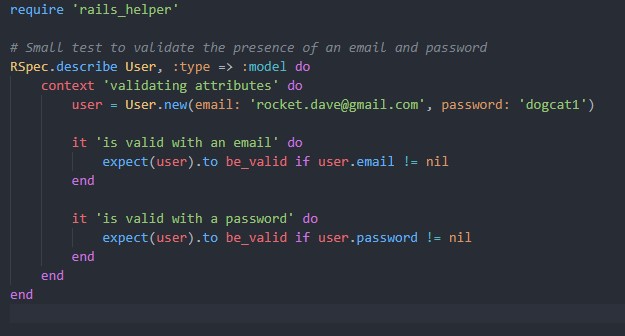 require 'rails_helper'
# Small test to validate the presence of an email and password
RSpec.describe User, :type => :model do
context 'validating attributes' do
user = User.new(email: 'rocket.dave@gmail.com', password: 'dogcat1')
it 'is valid with an email' do
expect(user).to be_valid if user.email != nil
end
it 'is valid with a password' do
expect(user).to be_valid if user.password != nil
end
end
end